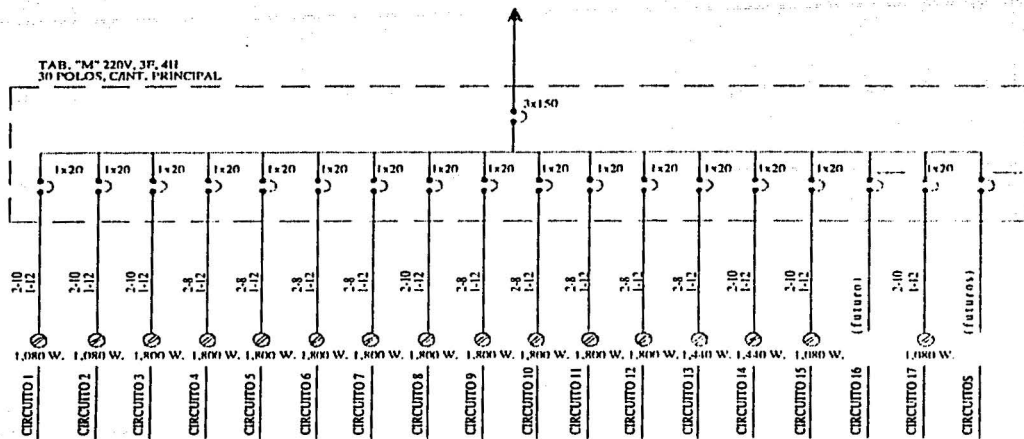 TAB. "M" 220V, 3F, 4H
30 POLOS, C/INT. PRINCIPAL
3x150
1x20 1x20 1x20 1x20 1x20 1x20 1x20 1x20 1x20 1x20 1x20 1x20 1x20 1x20 1x20 1x20
2-10
1-12
2-10
1-12
2-10
1-12
2-8
1-12
2-8
1-12
2-8
1-12
2-8
1-12
2-10
1-12
2-8
1-12
2-8
1-12
2-8
1-12
2-8
1-12
2-8
1-12
2-10
1-12
2-10
1-12
(futuro)
2-10
1-12
(futuros)
1,080 W. 1,080 W. 1,800 W. 1,800 W. 1,800 W. 1,800 W. 1,800 W. 1,800 W. 1,800 W. 1,800 W. 1,800 W. 1,800 W. 1,440 W. 1,440 W. 1,080 W. 1,080 W.
CIRCUITO 1
CIRCUITO 2
CIRCUITO 3
CIRCUITO 4
CIRCUITO 5
CIRCUITO 6
CIRCUITO 7
CIRCUITO 8
CIRCUITO 9
CIRCUITO 10
CIRCUITO 11
CIRCUITO 12
CIRCUITO 13
CIRCUITO 14
CIRCUITO 15
CIRCUITO 16
CIRCUITO 17
CIRCUITOS